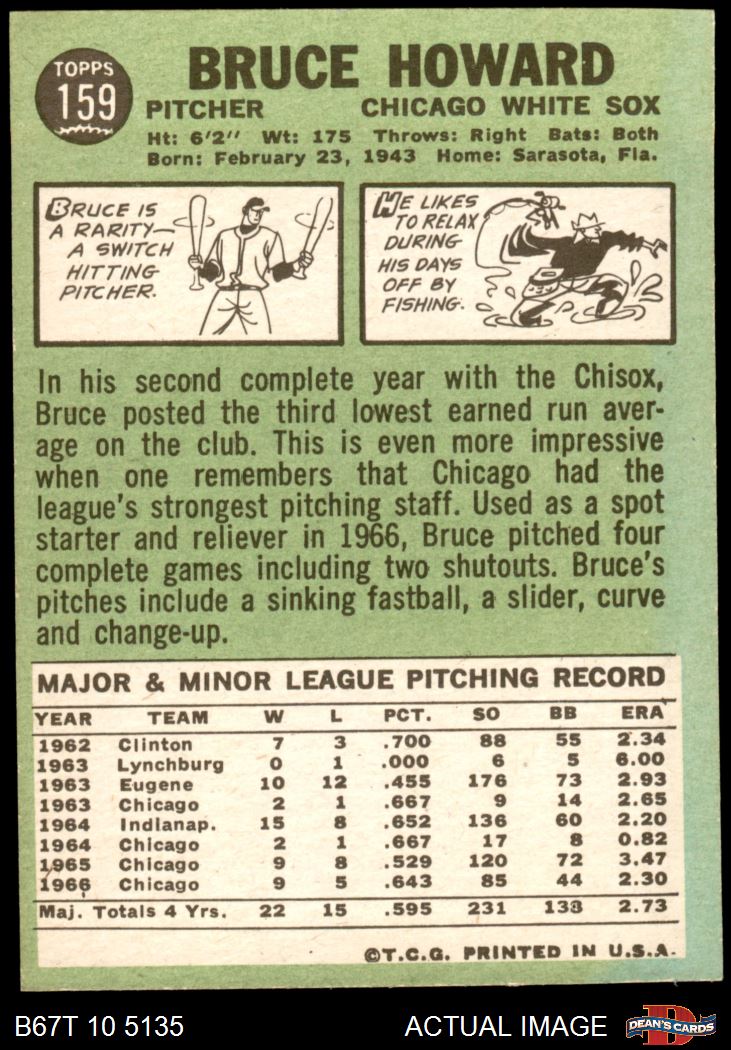 TOPPS
159
BRUCE HOWARD
PITCHER CHICAGO WHITE SOX
Ht: 6'2" Wt: 175 Throws: Right Bats: Both
Born: February 23, 1943 Home: Sarasota, Fla.
BRUCE IS
A RARITY—
A SWITCH
HITTING
PITCHER.
HE LIKES
TO RELAX
DURING
HIS DAYS
OFF BY
FISHING.
In his second complete year with the Chisox,
Bruce posted the third lowest earned run aver-
age on the club. This is even more impressive
when one remembers that Chicago had the
league's strongest pitching staff. Used as a spot
starter and reliever in 1966, Bruce pitched four
complete games including two shutouts. Bruce's
pitches include a sinking fastball, a slider, curve
and change-up.
MAJOR & MINOR LEAGUE PITCHING RECORD
YEAR TEAM W L PCT. SO BB ERA
1962 Clinton 7 3 .700 88 55 2.34
1963 Lynchburg 0 1 .000 6 5 6.00
1963 Eugene 10 12 .455 176 73 2.93
1963 Chicago 2 1 .667 9 14 2.65
1964 Indianap. 15 8 .652 136 60 2.20
1964 Chicago 2 1 .667 17 8 0.82
1965 Chicago 9 8 .529 120 72 3.47
1966 Chicago 9 5 .643 85 44 2.30
Maj. Totals 4 Yrs. 22 15 .595 231 138 2.73
©T.C.G. PRINTED IN U.S.A.
B67T 10 5135 ACTUAL IMAGE
D
DEAN'S CARDS